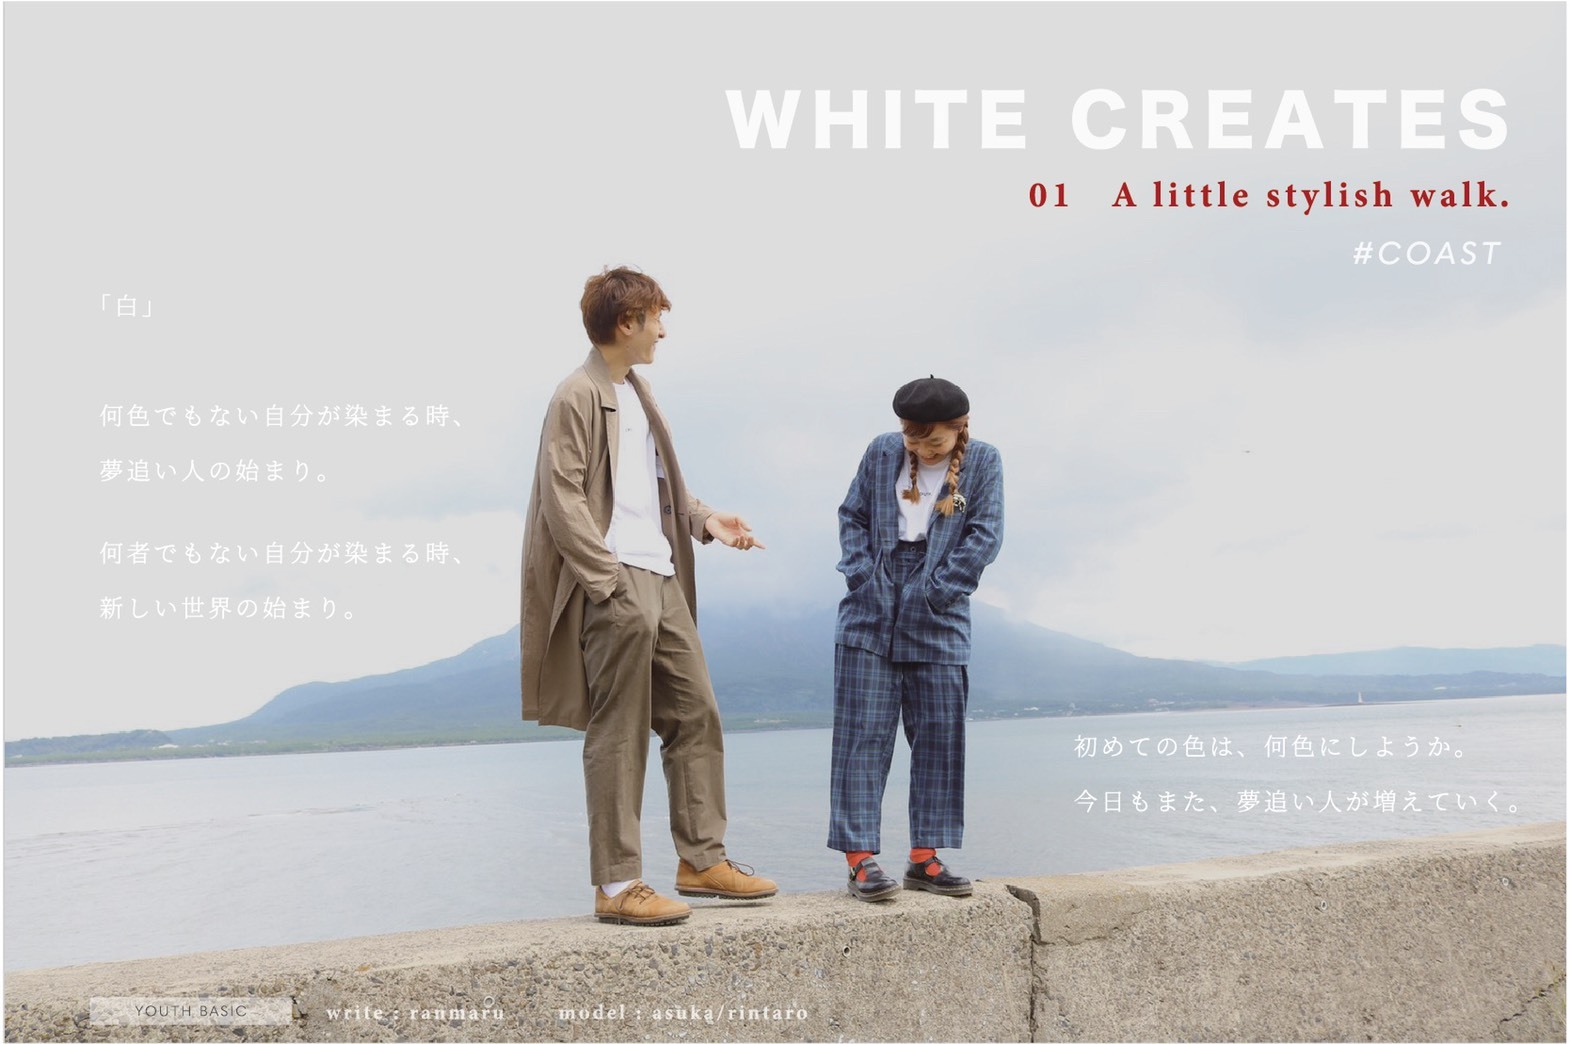 WHITE CREATES
01 A little stylish walk.
#COAST
「白」
何色でもない自分が染まる時、
夢追い人の始まり。
何者でもない自分が染まる時、
新しい世界の始まり。
初めての色は、何色にしようか。
今日もまた、夢追い人が増えていく。
YOUTH BASIC
write : ranmaru
model : asuka/rintaro